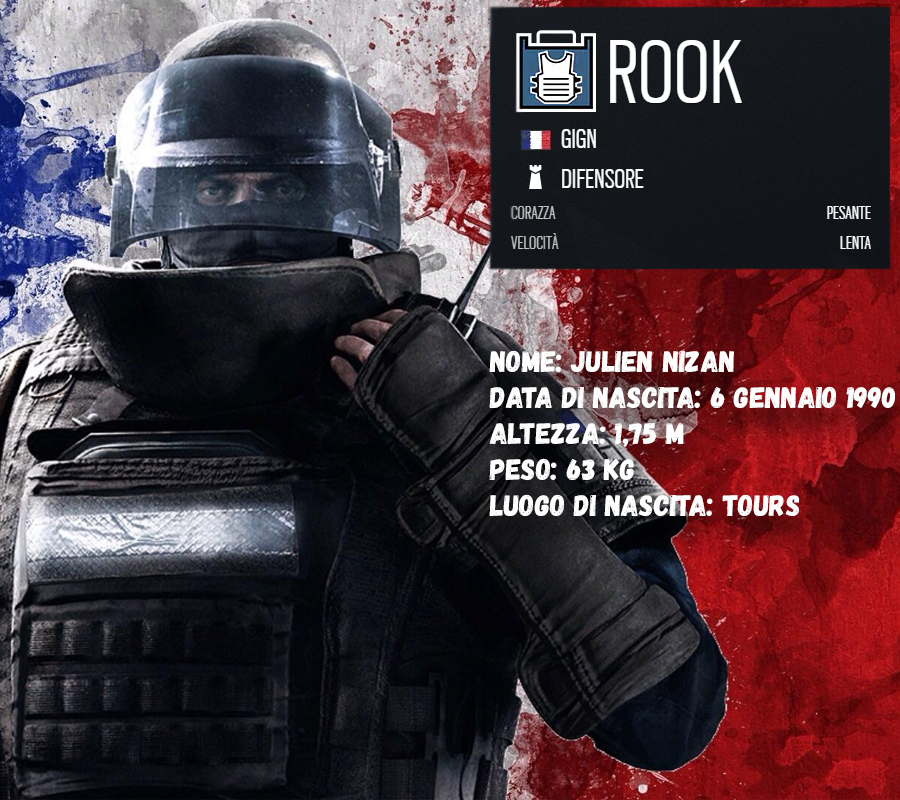 ROOK
GIGN
DIFENSORE
CORAZZA PESANTE
VELOCITÀ LENTA
NOME: JULIEN NIZAN
DATA DI NASCITA: 6 GENNAIO 1990
ALTEZZA: 1,75 M
PESO: 63 KG
LUOGO DI NASCITA: TOURS